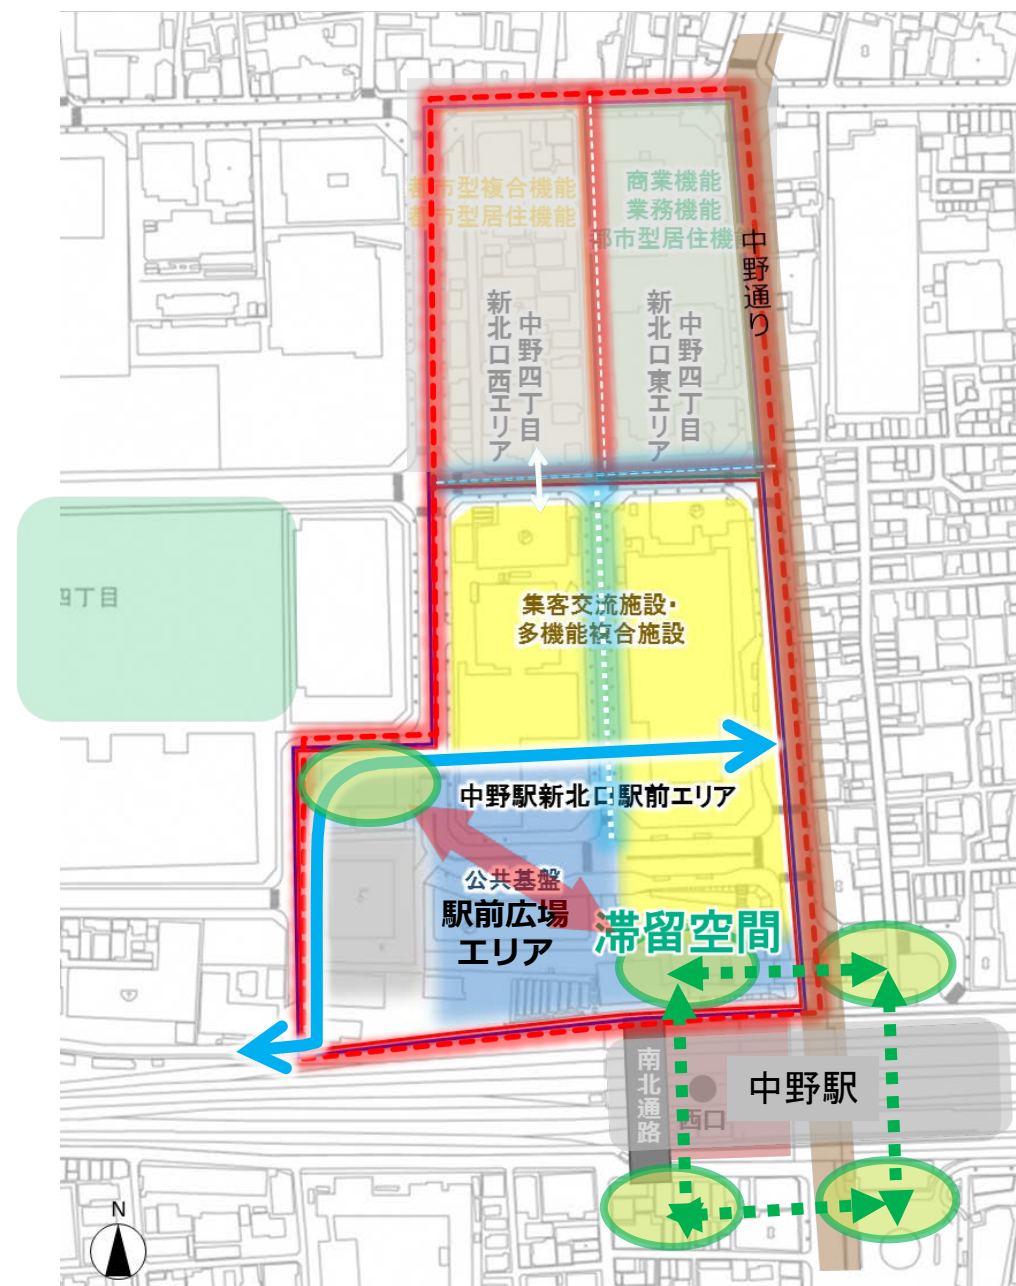 都市型複合機能
都市型居住機能
商業機能
業務機能
都市型居住機能
中野通り
中野四丁目
新北口西エリア
中野四丁目
新北口東エリア
四丁目
集客交流施設・
多機能複合施設
中野駅新北口駅前エリア
公共基盤
駅前広場
エリア
滞留空間
南北通路
西口
中野駅
N